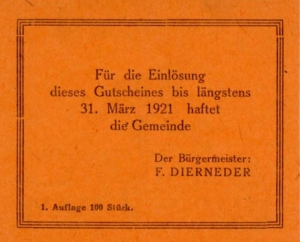 Für die Einlösung
dieses Gutscheines bis längstens
31. März 1921 haftet
die Gemeinde
Der Bürgermeister:
F. DIERNEDER
1. Auflage 100 Stück.